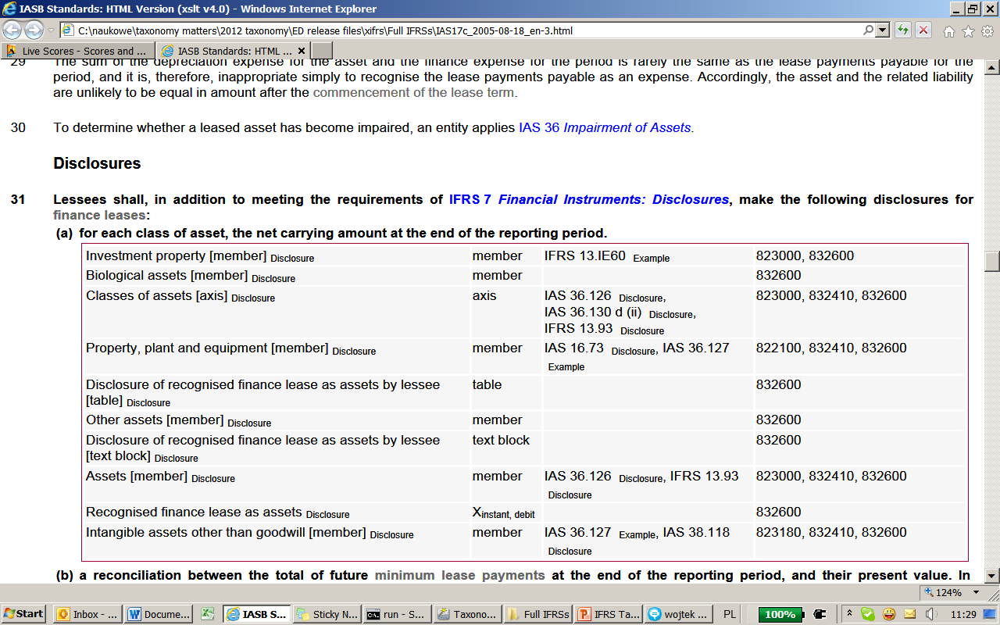 IASB Standards: HTML Version (xslt v4.0) - Windows Internet Explorer
C:\naukowe\taxonomy matters\2012 taxonomy\ED release files\xifrs\Full IFRSs\IAS17c_2005-08-18_en-3.html
Live Scores - Scores and ... IASB Standards: HTML ... ×
29 The sum of the depreciation expense for the asset and the finance expense for the period is rarely the same as the lease payments payable for the
period, and it is, therefore, inappropriate simply to recognise the lease payments payable as an expense. Accordingly, the asset and the related liability
are unlikely to be equal in amount after the commencement of the lease term.
30 To determine whether a leased asset has become impaired, an entity applies IAS 36 Impairment of Assets.
Disclosures
31 Lessees shall, in addition to meeting the requirements of IFRS 7 Financial Instruments: Disclosures, make the following disclosures for
finance leases:
(a) for each class of asset, the net carrying amount at the end of the reporting period.
Investment property [member] Disclosure member IFRS 13.IE60 Example 823000, 832600
Biological assets [member] Disclosure member 832600
Classes of assets [axis] Disclosure axis IAS 36.126 Disclosure, 823000, 832410, 832600
IAS 36.130 d (ii) Disclosure,
IFRS 13.93 Disclosure
Property, plant and equipment [member] Disclosure member IAS 16.73 Disclosure, IAS 36.127 822100, 832410, 832600
Example
Disclosure of recognised finance lease as assets by lessee table 832600
[table] Disclosure
Other assets [member] Disclosure member 832600
Disclosure of recognised finance lease as assets by lessee text block 832600
[text block] Disclosure
Assets [member] Disclosure member IAS 36.126 Disclosure, IFRS 13.93 823000, 832410, 832600
Disclosure
Recognised finance lease as assets Disclosure Xinstant, debit 832600
Intangible assets other than goodwill [member] Disclosure member IAS 36.127 Example, IAS 38.118 823180, 832410, 832600
Disclosure
(b) a reconciliation between the total of future minimum lease payments at the end of the reporting period, and their present value. In
124%
Start Inbox - ... Docume... IASB S... Sticky N... run - S... Taxono... Full IFRSs IFRS Ta... wojtek ... PL 100% 11:29